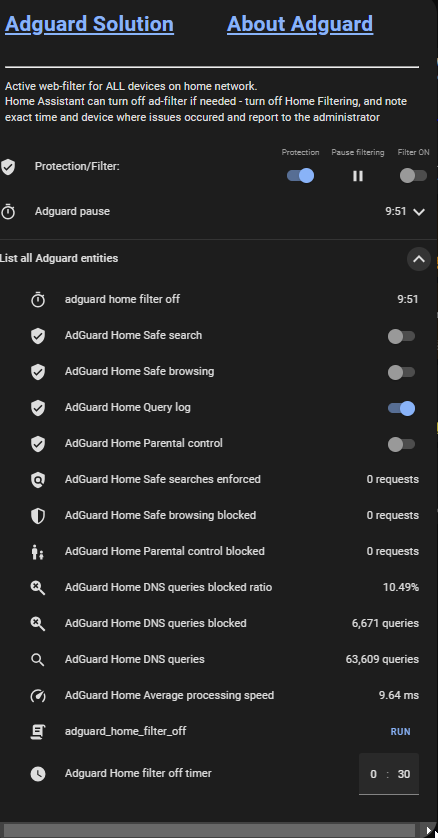 Adguard Solution About Adguard
Active web-filter for ALL devices on home network.
Home Assistant can turn off ad-filter if needed - turn off Home Filtering, and note
exact time and device where issues occured and report to the administrator
Protection Pause filtering Filter ON
Protection/Filter:
Adguard pause 9:51
List all Adguard entities
adguard home filter off 9:51
AdGuard Home Safe search
AdGuard Home Safe browsing
AdGuard Home Query log
AdGuard Home Parental control
AdGuard Home Safe searches enforced 0 requests
AdGuard Home Safe browsing blocked 0 requests
AdGuard Home Parental control blocked 0 requests
AdGuard Home DNS queries blocked ratio 10.49%
AdGuard Home DNS queries blocked 6,671 queries
AdGuard Home DNS queries 63,609 queries
AdGuard Home Average processing speed 9.64 ms
adguard_home_filter_off RUN
Adguard Home filter off timer 0 : 30